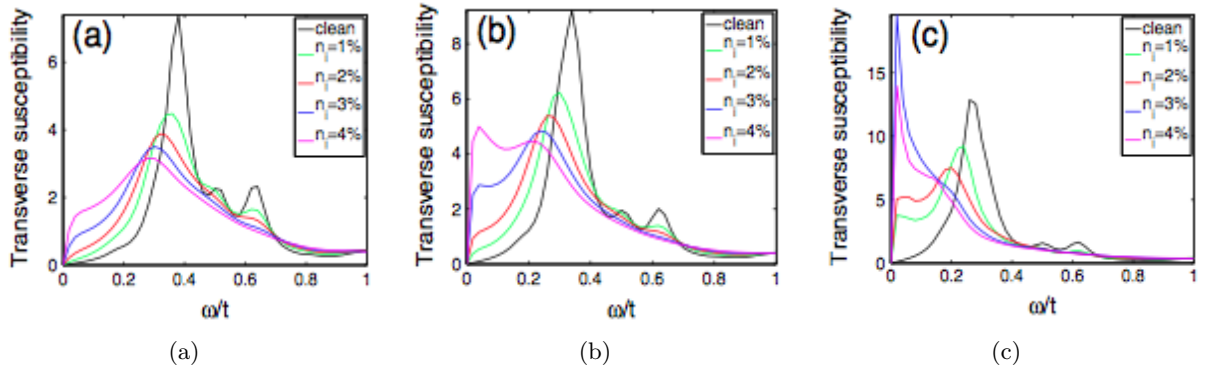 (a)
Transverse susceptibility
6
4
2
0
0 0.2 0.4 0.6 0.8 1
ω/t
clean
n_i=1%
n_i=2%
n_i=3%
n_i=4%
(a)
(b)
Transverse susceptibility
8
6
4
2
0
0 0.2 0.4 0.6 0.8 1
ω/t
clean
n_i=1%
n_i=2%
n_i=3%
n_i=4%
(b)
(c)
Transverse susceptibility
15
10
5
0
0 0.2 0.4 0.6 0.8 1
ω/t
clean
n_i=1%
n_i=2%
n_i=3%
n_i=4%
(c)